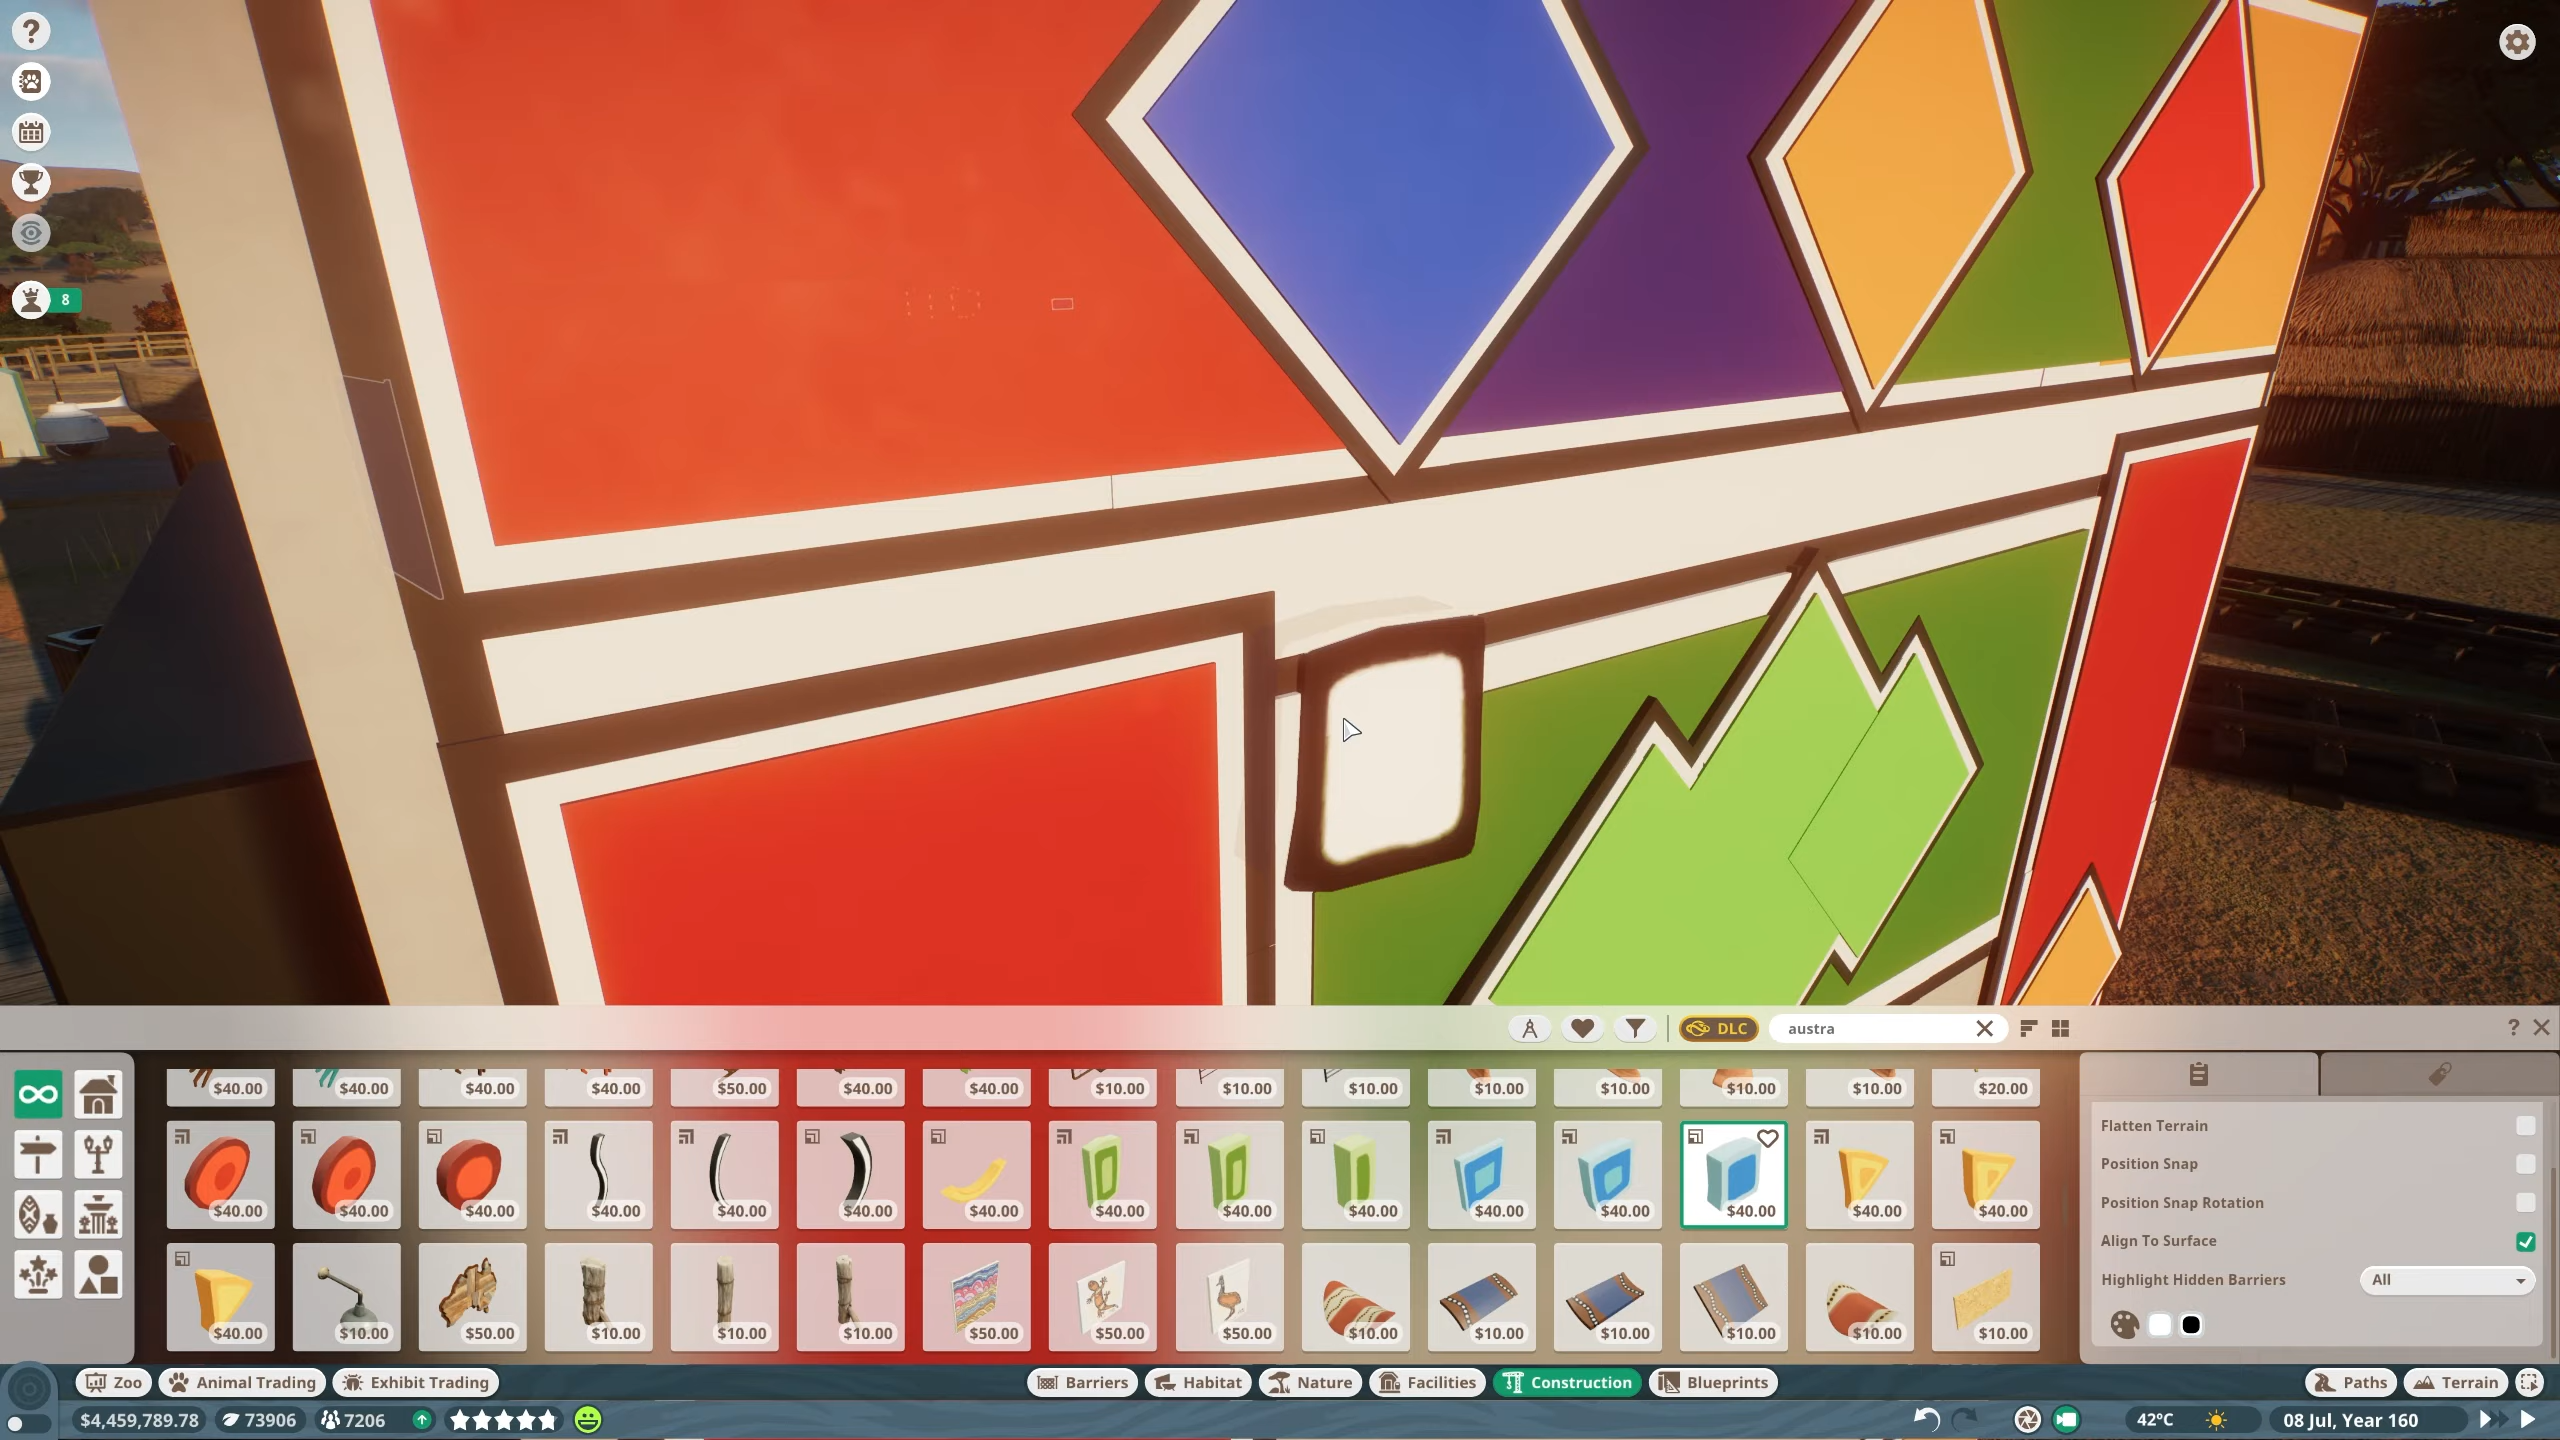 ?
8
DLC
austra
?
$40.00 $40.00 $40.00 $40.00 $50.00 $40.00 $40.00 $10.00 $10.00 $10.00 $10.00 $10.00 $10.00 $10.00 $20.00
$40.00 $40.00 $40.00 $40.00 $40.00 $40.00 $40.00 $40.00 $40.00 $40.00 $40.00 $40.00 $40.00 $40.00 $40.00
$40.00 $10.00 $50.00 $10.00 $10.00 $10.00 $50.00 $50.00 $50.00 $10.00 $10.00 $10.00 $10.00 $10.00 $10.00
Flatten Terrain
Position Snap
Position Snap Rotation
Align To Surface
Highlight Hidden Barriers All
Zoo Animal Trading Exhibit Trading Barriers Habitat Nature Facilities Construction Blueprints Paths Terrain
$4,459,789.78 73906 7206 42°C 08 Jul, Year 160